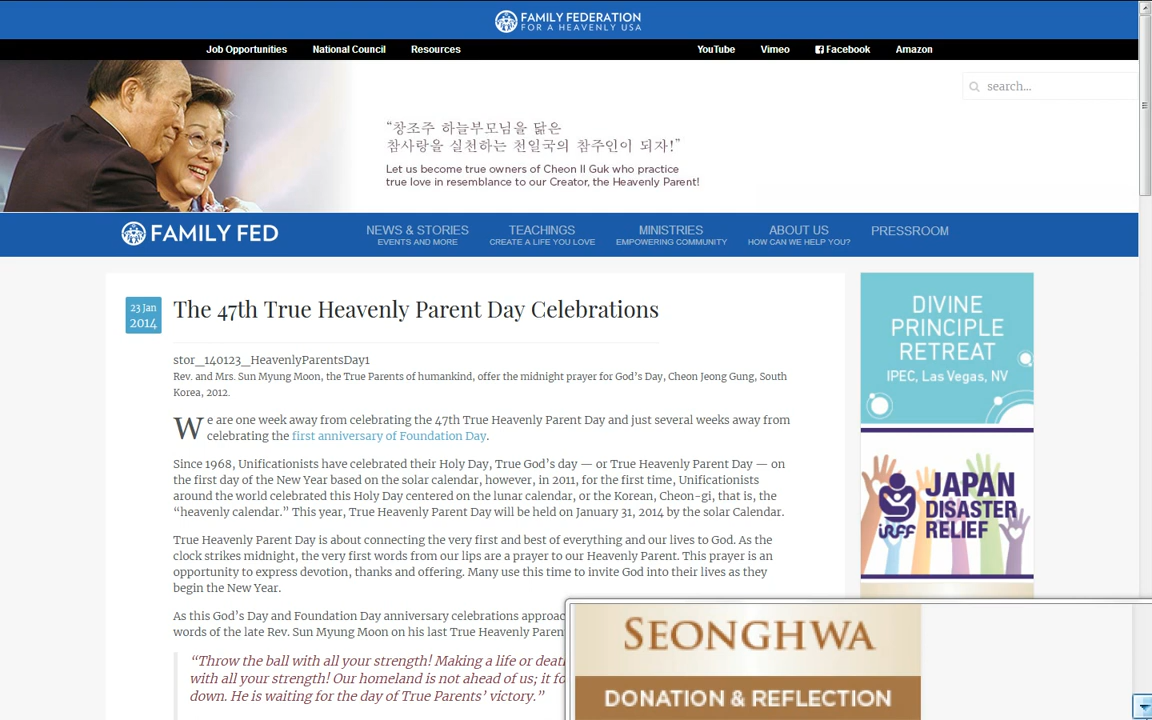 FAMILY FEDERATION
FOR A HEAVENLY USA
Job Opportunities National Council Resources YouTube Vimeo Facebook Amazon
search...
“창조주 하늘부모님을 닮은
참사랑을 실천하는 천일국의 참주인이 되자!”
Let us become true owners of Cheon Il Guk who practice
true love in resemblance to our Creator, the Heavenly Parent!
FAMILY FED
NEWS & STORIES TEACHINGS MINISTRIES ABOUT US PRESSROOM
EVENTS AND MORE CREATE A LIFE YOU LOVE EMPOWERING COMMUNITY HOW CAN WE HELP YOU?
23 Jan
2014
The 47th True Heavenly Parent Day Celebrations
stor_140123_HeavenlyParentsDay1
Rev. and Mrs. Sun Myung Moon, the True Parents of humankind, offer the midnight prayer for God’s Day, Cheon Jeong Gung, South
Korea, 2012.
We are one week away from celebrating the 47th True Heavenly Parent Day and just several weeks away from
celebrating the first anniversary of Foundation Day.
Since 1968, Unificationists have celebrated their Holy Day, True God’s day — or True Heavenly Parent Day — on
the first day of the New Year based on the solar calendar, however, in 2011, for the first time, Unificationists
around the world celebrated this Holy Day centered on the lunar calendar, or the Korean, Cheon-gi, that is, the
“heavenly calendar.” This year, True Heavenly Parent Day will be held on January 31, 2014 by the solar Calendar.
True Heavenly Parent Day is about connecting the very first and best of everything and our lives to God. As the
clock strikes midnight, the very first words from our lips are a prayer to our Heavenly Parent. This prayer is an
opportunity to express devotion, thanks and offering. Many use this time to invite God into their lives as they
begin the New Year.
As this God’s Day and Foundation Day anniversary celebrations approac
words of the late Rev. Sun Myung Moon on his last True Heavenly Paren
“Throw the ball with all your strength! Making a life or deat
with all your strength! Our homeland is not ahead of us; it fo
down. He is waiting for the day of True Parents’ victory.”
DIVINE
PRINCIPLE
RETREAT
IPEC, Las Vegas, NV
JAPAN
DISASTER
RELIEF
iRFF
SEONGHWA
DONATION & REFLECTION